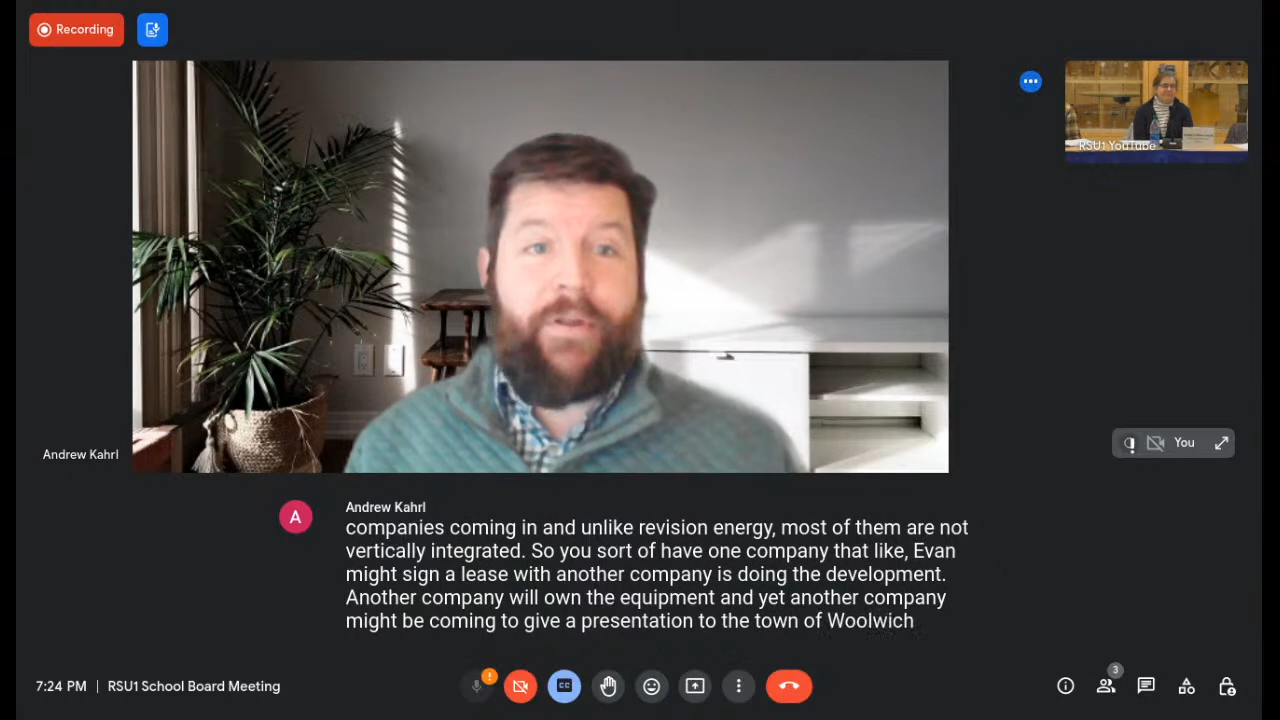 Recording
RSU1 YouTube
You
Andrew Kahrl
A
Andrew Kahrl
companies coming in and unlike revision energy, most of them are not
vertically integrated. So you sort of have one company that like, Evan
might sign a lease with another company is doing the development.
Another company will own the equipment and yet another company
might be coming to give a presentation to the town of Woolwich
7:24 PM | RSU1 School Board Meeting
!
CC
3